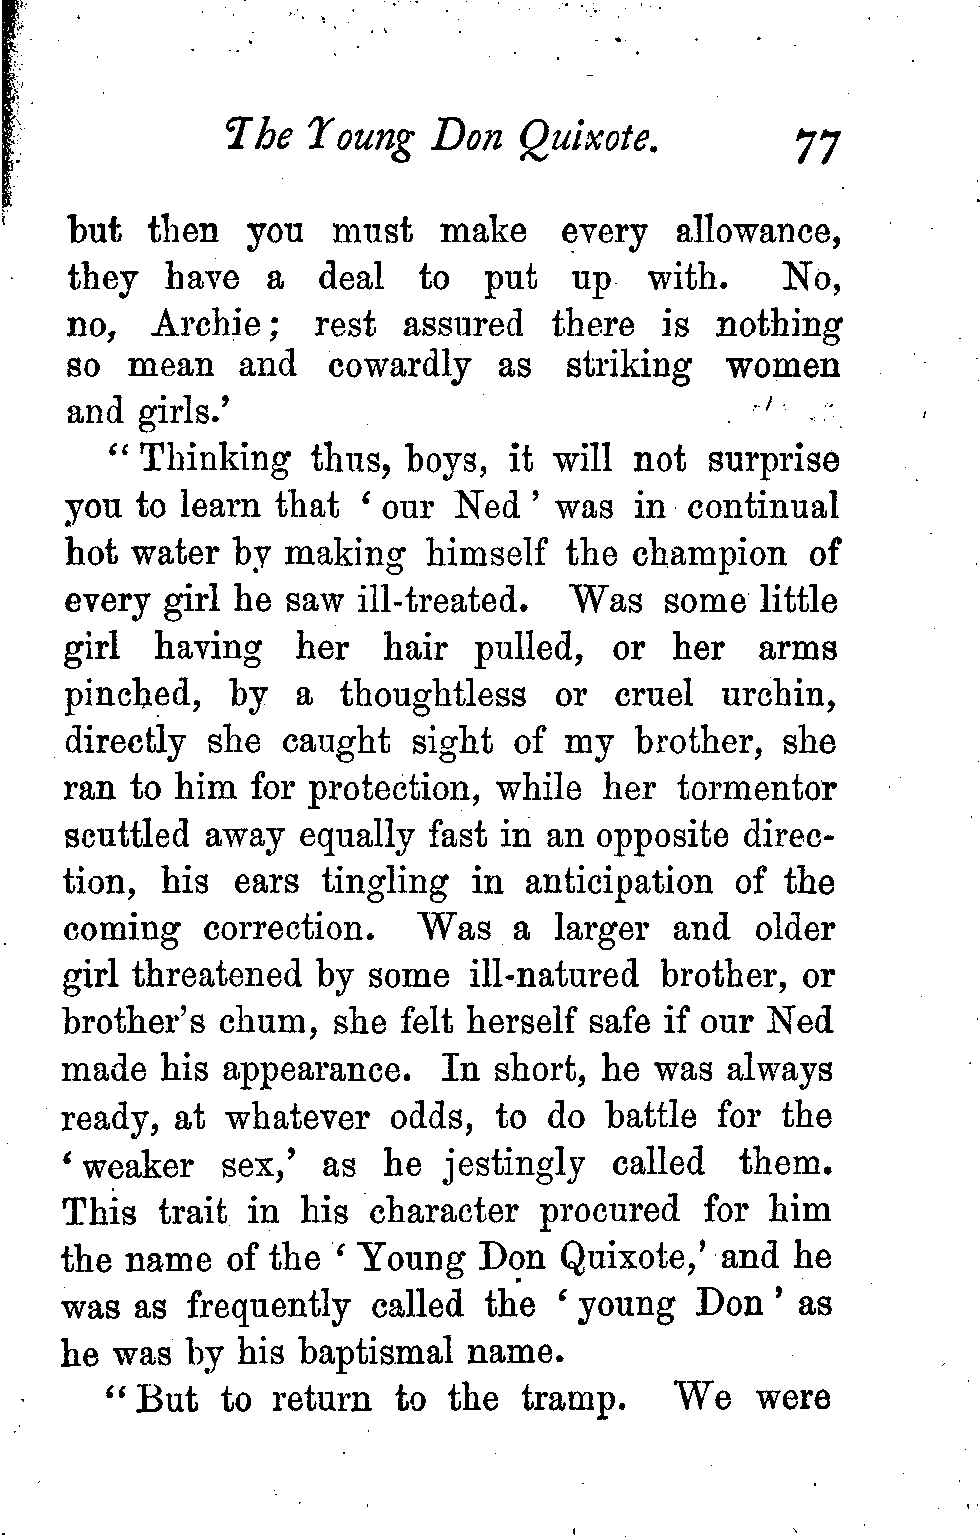 The Young Don Quixote. 77
but then you must make every allowance,
they have a deal to put up with. No,
no, Archie; rest assured there is nothing
so mean and cowardly as striking women
and girls.'
"Thinking thus, boys, it will not surprise
you to learn that 'our Ned' was in continual
hot water by making himself the champion of
every girl he saw ill-treated. Was some little
girl having her hair pulled, or her arms
pinched, by a thoughtless or cruel urchin,
directly she caught sight of my brother, she
ran to him for protection, while her tormentor
scuttled away equally fast in an opposite direc-
tion, his ears tingling in anticipation of the
coming correction. Was a larger and older
girl threatened by some ill-natured brother, or
brother's chum, she felt herself safe if our Ned
made his appearance. In short, he was always
ready, at whatever odds, to do battle for the
'weaker sex,' as he jestingly called them.
This trait in his character procured for him
the name of the 'Young Don Quixote,' and he
was as frequently called the 'young Don' as
he was by his baptismal name.
"But to return to the tramp. We were